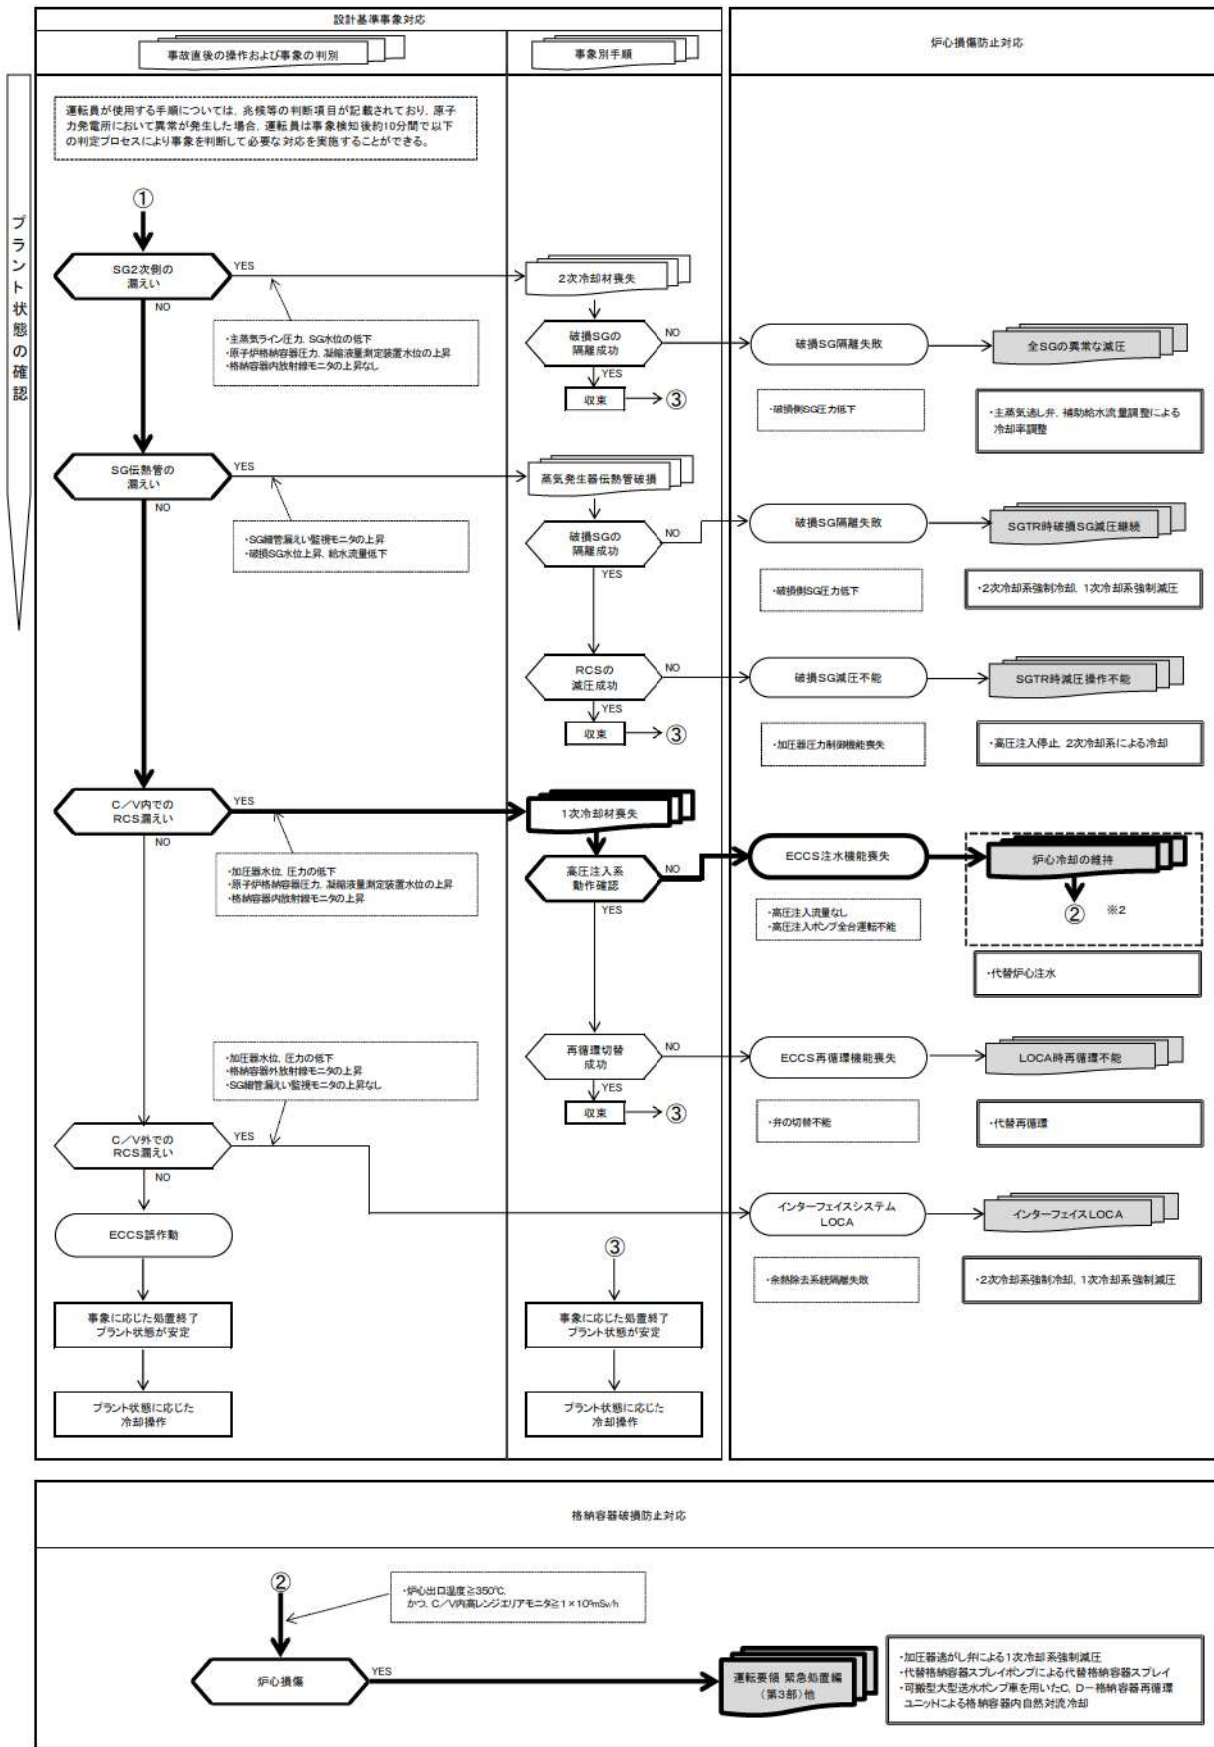 設計基準事象対応
事故直後の操作および事象の判別
事象別手順
炉心損傷防止対応
プラント状態の確認
運転員が使用する手順については、兆候等の判断項目が記載されており、原子
力発電所において異常が発生した場合、運転員は事象検知後約10分間で以下
の判定プロセスにより事象を判断して必要な対応を実施することができる。
①
SG2次側の
漏えい
YES
NO
・主蒸気ライン圧力、SG水位の低下
・原子炉格納容器圧力、凝縮液量測定装置水位の上昇
・格納容器内放射線モニタの上昇なし
2次冷却材喪失
破損SGの
隔離成功
NO
YES
収束
③
破損SG隔離失敗
全SGの異常な減圧
・破損側SG圧力低下
・主蒸気逃し弁、補助給水流量調整による
冷却率調整
SG伝熱管の
漏えい
YES
NO
・SG細管漏えい監視モニタの上昇
・破損SG水位上昇、給水流量低下
蒸気発生器伝熱管破損
破損SGの
隔離成功
NO
YES
破損SG隔離失敗
SGTR時破損SG減圧継続
・破損側SG圧力低下
・2次冷却系強制冷却、1次冷却系強制減圧
RCSの
減圧成功
NO
YES
収束
③
破損SG減圧不能
SGTR時減圧操作不能
・加圧器圧力制御機能喪失
・高圧注入停止、2次冷却系による冷却
C/V内での
RCS漏えい
YES
NO
・加圧器水位、圧力の低下
・原子炉格納容器圧力、凝縮液量測定装置水位の上昇
・格納容器内放射線モニタの上昇
1次冷却材喪失
高圧注入系
動作確認
NO
YES
ECCS注水機能喪失
炉心冷却の維持
② ※2
・高圧注入流量なし
・高圧注入ポンプ全台運転不能
・代替炉心注水
・加圧器水位、圧力の低下
・格納容器外放射線モニタの上昇
・SG細管漏えい監視モニタの上昇なし
再循環切替
成功
NO
YES
収束
③
ECCS再循環機能喪失
LOCA時再循環不能
・弁の切替不能
・代替再循環
C/V外での
RCS漏えい
YES
NO
インターフェイスシステム
LOCA
インターフェイスLOCA
・余熱除去系統隔離失敗
・2次冷却系強制冷却、1次冷却系強制減圧
ECCS誤作動
事象に応じた処置終了
プラント状態が安定
プラント状態に応じた
冷却操作
③
事象に応じた処置終了
プラント状態が安定
プラント状態に応じた
冷却操作
格納容器破損防止対応
②
・炉心出口温度≧350℃、
かつ、C/V内高レンジエリアモニタ≧1×10⁵mSv/h
炉心損傷
YES
運転要領 緊急処置編
(第3部)他
・加圧器逃がし弁による1次冷却系強制減圧
・代替格納容器スプレイポンプによる代替格納容器スプレイ
・可搬型大型送水ポンプ車を用いたC、D-格納容器再循環
ユニットによる格納容器内自然対流冷却